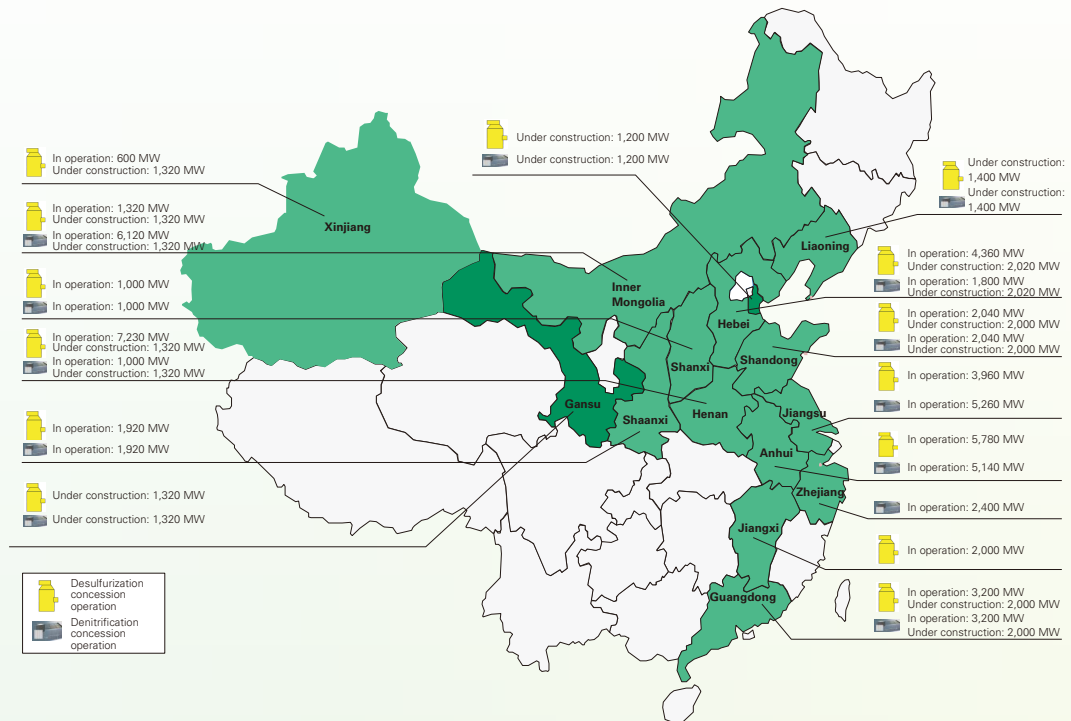 Under construction: 1,200 MW
Under construction: 1,200 MW
In operation: 600 MW
Under construction: 1,320 MW
In operation: 1,320 MW
Under construction: 1,320 MW
In operation: 6,120 MW
Under construction: 1,320 MW
In operation: 1,000 MW
In operation: 1,000 MW
In operation: 7,230 MW
Under construction: 1,320 MW
In operation: 1,000 MW
Under construction: 1,320 MW
In operation: 1,920 MW
In operation: 1,920 MW
Under construction: 1,320 MW
Under construction: 1,320 MW
Desulfurization
concession
operation
Denitrification
concession
operation
Xinjiang
Inner
Mongolia
Liaoning
Hebei
Shanxi
Shandong
Gansu
Shaanxi
Henan
Jiangsu
Anhui
Zhejiang
Jiangxi
Guangdong
Under construction:
1,400 MW
Under construction:
1,400 MW
In operation: 4,360 MW
Under construction: 2,020 MW
In operation: 1,800 MW
Under construction: 2,020 MW
In operation: 2,040 MW
Under construction: 2,000 MW
In operation: 2,040 MW
Under construction: 2,000 MW
In operation: 3,960 MW
In operation: 5,260 MW
In operation: 5,780 MW
In operation: 5,140 MW
In operation: 2,400 MW
In operation: 2,000 MW
In operation: 3,200 MW
Under construction: 2,000 MW
In operation: 3,200 MW
Under construction: 2,000 MW